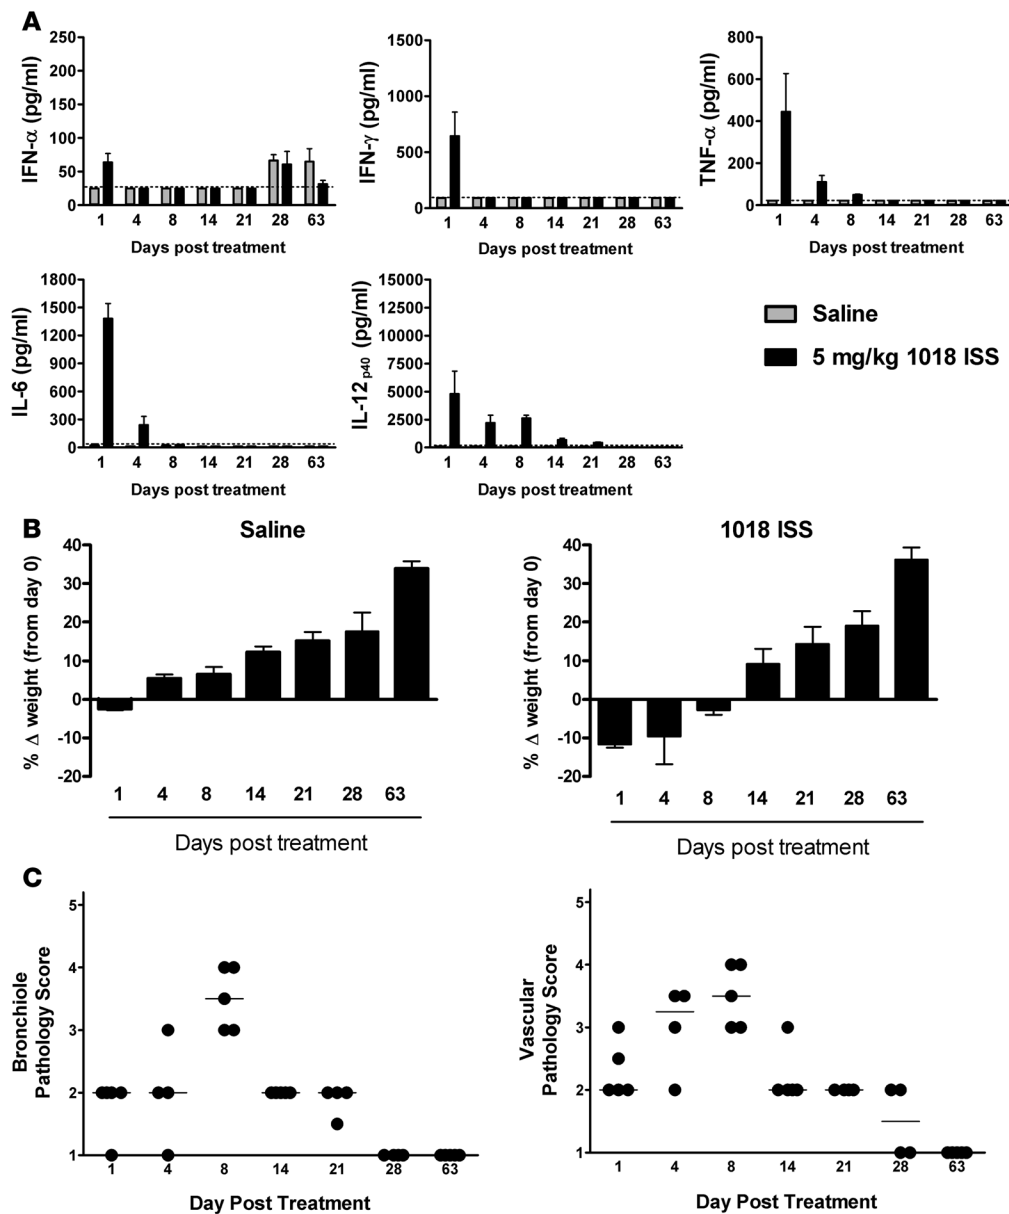 A
IFN-α (pg/ml)
250
200
150
100
50
0
1 4 8 14 21 28 63
Days post treatment
IFN-γ (pg/ml)
1500
1000
500
0
1 4 8 14 21 28 63
Days post treatment
TNF-α (pg/ml)
800
600
400
200
0
1 4 8 14 21 28 63
Days post treatment
IL-6 (pg/ml)
1800
1500
1200
900
600
300
0
1 4 8 14 21 28 63
Days post treatment
IL-12 p40 (pg/ml)
15000
12500
10000
7500
5000
2500
0
1 4 8 14 21 28 63
Days post treatment
Saline
5 mg/kg 1018 ISS
B
Saline
% Δ weight (from day 0)
40
30
20
10
0
-10
-20
1 4 8 14 21 28 63
Days post treatment
1018 ISS
% Δ weight (from day 0)
40
30
20
10
0
-10
-20
1 4 8 14 21 28 63
Days post treatment
C
Bronchiole
Pathology Score
5
4
3
2
1
1 4 8 14 21 28 63
Day Post Treatment
Vascular
Pathology Score
5
4
3
2
1
1 4 8 14 21 28 63
Day Post Treatment